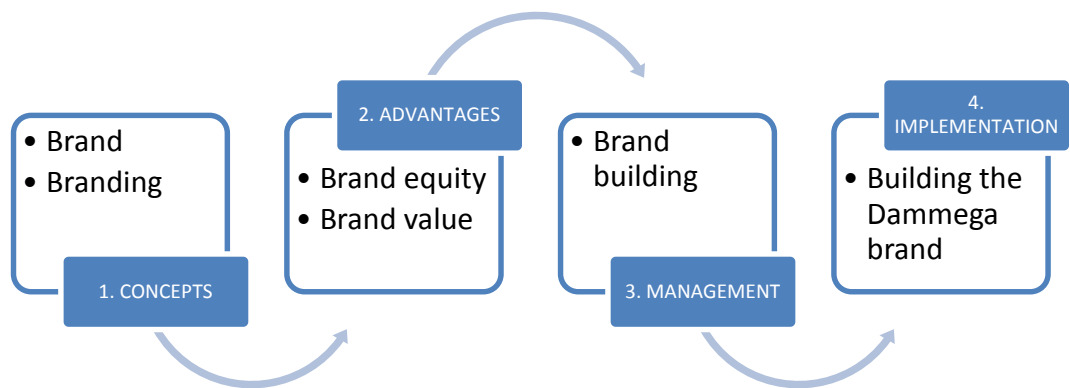 • Brand
• Branding
1. CONCEPTS
2. ADVANTAGES
• Brand equity
• Brand value
• Brand
building
3. MANAGEMENT
4.
IMPLEMENTATION
• Building the
Dammega
brand